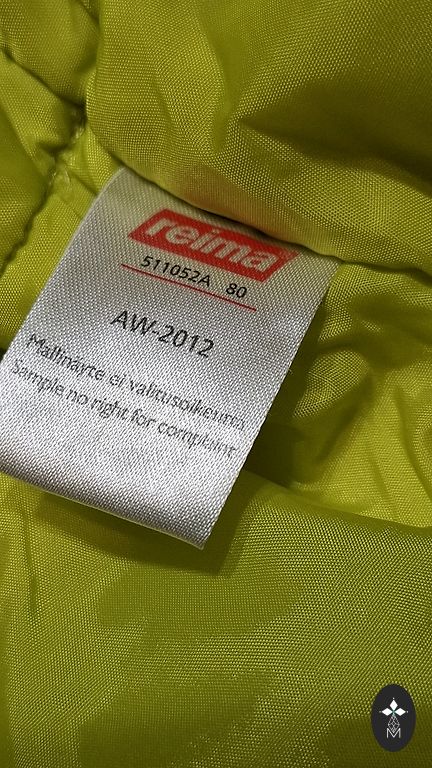 reima
511052A 80
AW-2012
Mallinäyte ei valitusoikeutta
Sample no right for complaint
M